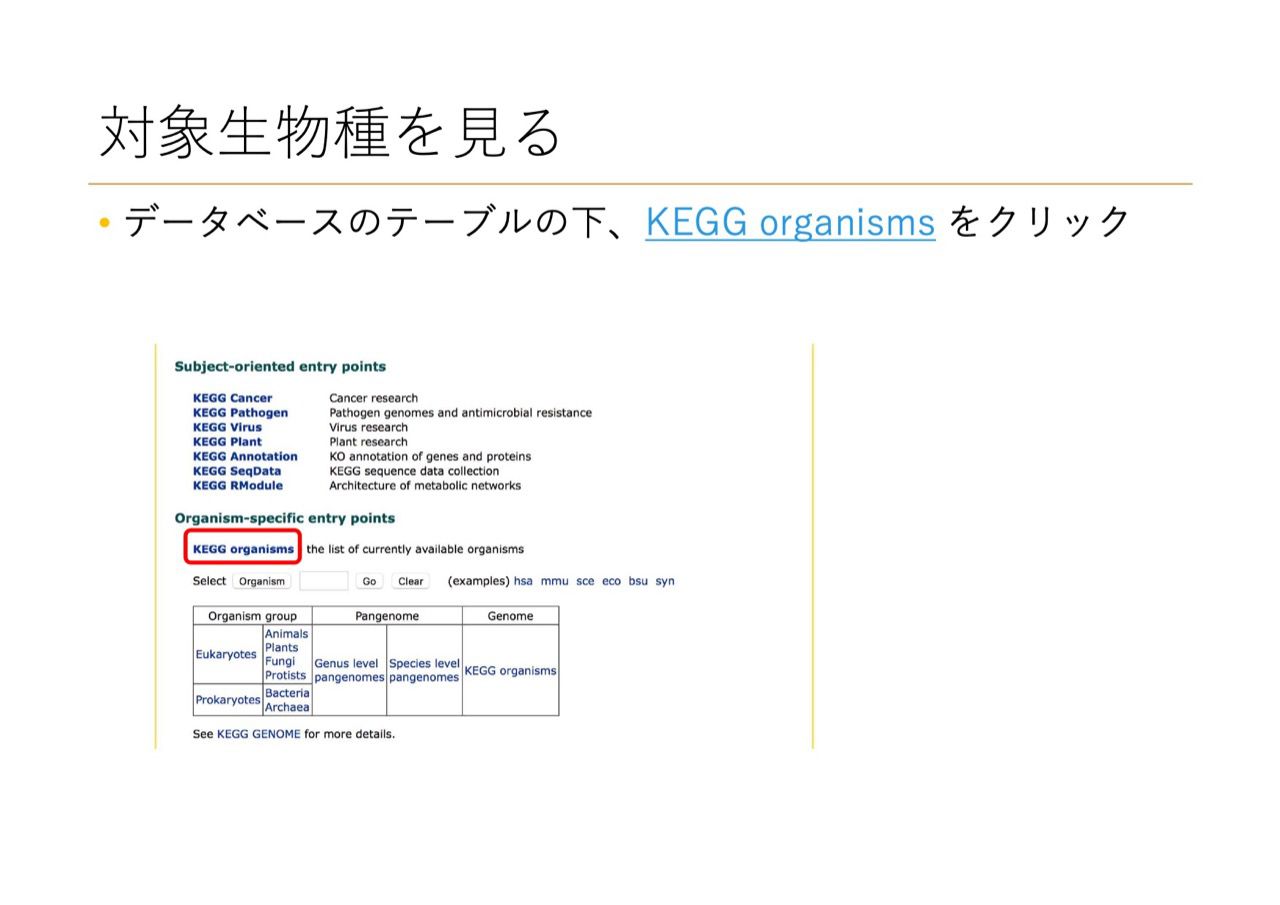 対象生物種を見る
• データベースのテーブルの下、KEGG organisms をクリック
Subject-oriented entry points
KEGG Cancer Cancer research
KEGG Pathogen Pathogen genomes and antimicrobial resistance
KEGG Virus Virus research
KEGG Plant Plant research
KEGG Annotation KO annotation of genes and proteins
KEGG SeqData KEGG sequence data collection
KEGG RModule Architecture of metabolic networks
Organism-specific entry points
KEGG organisms the list of currently available organisms
Select Organism Go Clear (examples) hsa mmu sce eco bsu syn
Organism group Pangenome Genome
Eukaryotes
Animals
Plants
Fungi
Protists
Prokaryotes
Bacteria
Archaea
Genus level
pangenomes
Species level
pangenomes
KEGG organisms
See KEGG GENOME for more details.